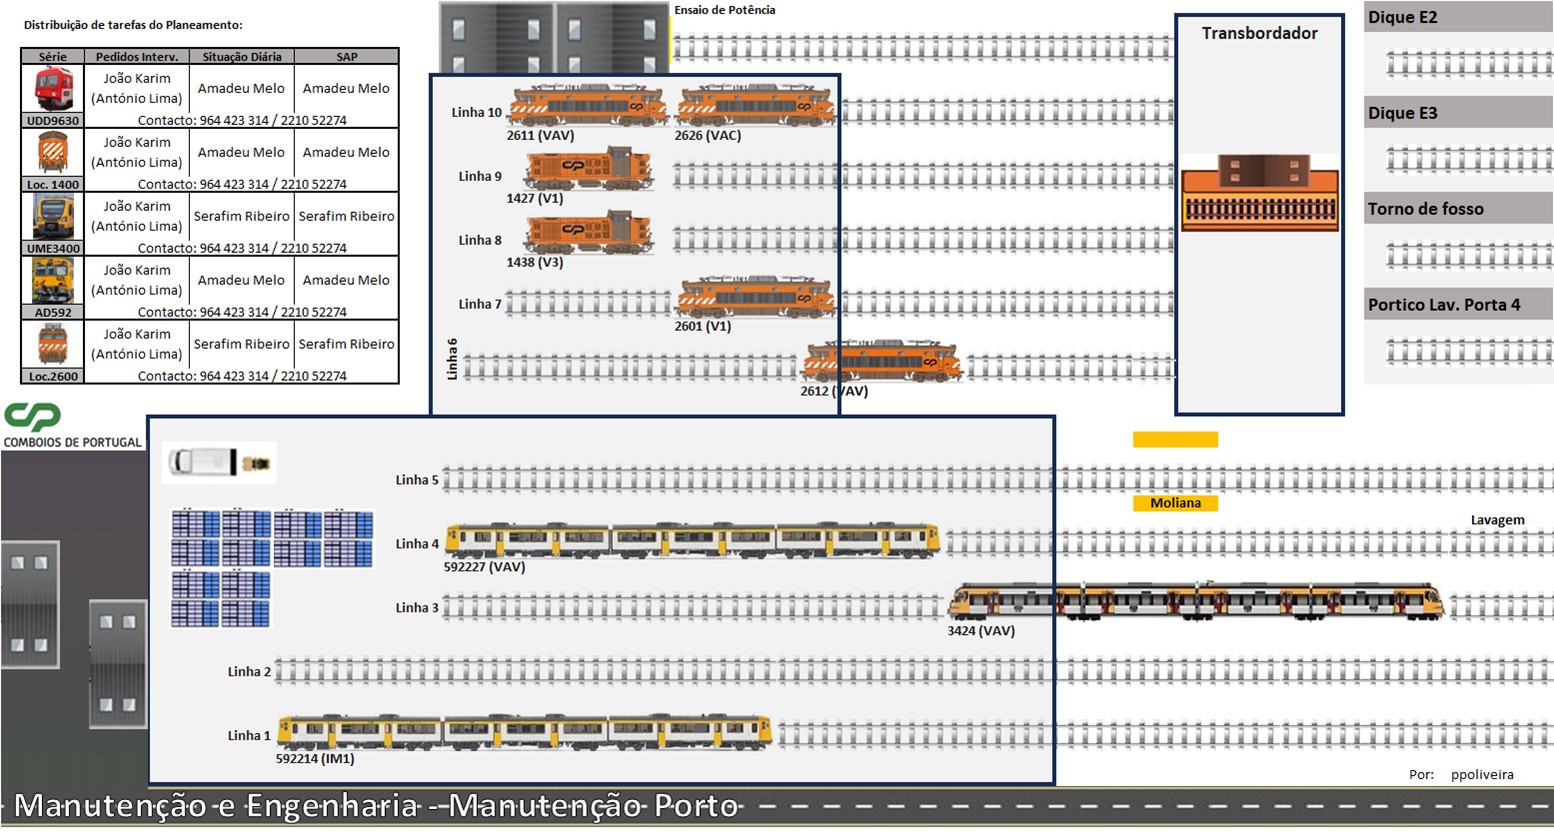 Distribuição de tarefas do Planeamento:
Série Pedidos Interv. Situação Diária SAP
João Karim
(António Lima) Amadeu Melo Amadeu Melo
UDD9630 Contacto: 964 423 314 / 2210 52274
João Karim
(António Lima) Amadeu Melo Amadeu Melo
Loc. 1400 Contacto: 964 423 314 / 2210 52274
João Karim
(António Lima) Serafim Ribeiro Serafim Ribeiro
UME3400 Contacto: 964 423 314 / 2210 52274
João Karim
(António Lima) Amadeu Melo Amadeu Melo
AD592 Contacto: 964 423 314 / 2210 52274
João Karim
(António Lima) Serafim Ribeiro Serafim Ribeiro
Loc.2600 Contacto: 964 423 314 / 2210 52274
CP
COMBOIOS DE PORTUGAL
Ensaio de Potência
Linha 10
2611 (VAV) 2626 (VAC)
Linha 9
1427 (V1)
Linha 8
1438 (V3)
Linha 7
2601 (V1)
Linha 6
2612 (VAV)
Transbordador
Dique E2
Dique E3
Torno de fosso
Portico Lav. Porta 4
Linha 5
Moliana
Lavagem
Linha 4
592227 (VAV)
Linha 3
3424 (VAV)
Linha 2
Linha 1
592214 (IM1)
Por: ppoliveira
Manutenção e Engenharia - Manutenção Porto